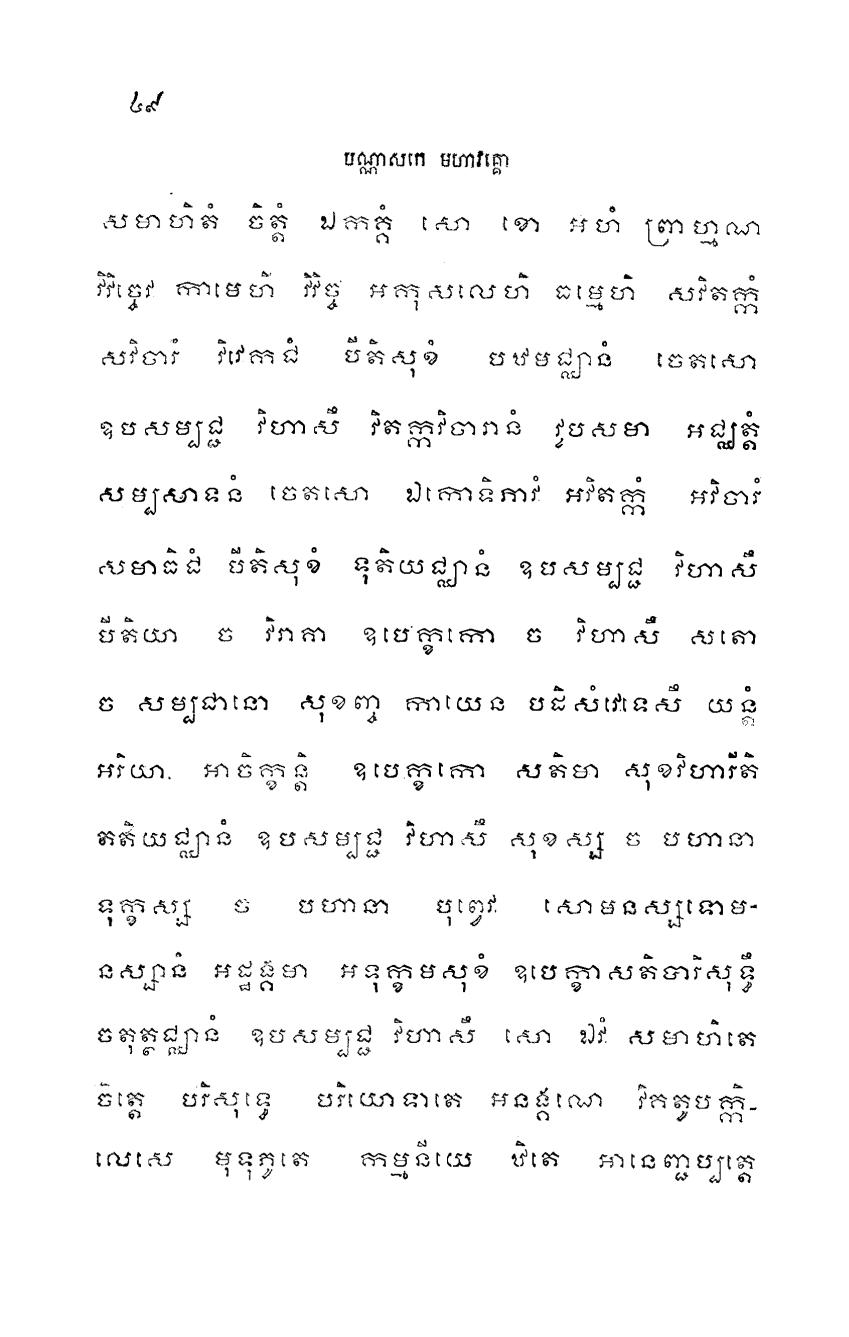 ៤៩
បណ្ណាសកេ មហាវគ្គោ
សមាហិតំ ចិត្តំ ឯកគ្គំ សោ ខោ អហំ ព្រាហ្មណ
វិវិច្ចេវ កាមេហិ វិវិច្ច អកុសលេហិ ធម្មេហិ សវិតក្កំ
សវិចារំ វិវេកជំ បីតិសុខំ បឋមជ្ឈានំ ចេតសោ
ឧបសម្បជ្ជ វិហាសឹ វិតក្កវិចារានំ វូបសមា អជ្ឈត្តំ
សម្បសាទនំ ចេតសោ ឯកោទិភាវំ អវិតក្កំ អវិចារំ
សមាធិជំ បីតិសុខំ ទុតិយជ្ឈានំ ឧបសម្បជ្ជ វិហាសឹ
បីតិយា ច វិរាគា ឧបេក្ខកោ ច វិហាសឹ សតោ
ច សម្បជានោ សុខញ្ច កាយេន បដិសំវេទេសឹ យន្តំ
អរិយា អាចិក្ខន្តិ ឧបេក្ខកោ សតិមា សុខវិហារីតិ
តតិយជ្ឈានំ ឧបសម្បជ្ជ វិហាសឹ សុខស្ស ច បហានា
ទុក្ខស្ស ច បហានា បុព្វេវ សោមនស្សទោម-
នស្សានំ អដ្ឋង្គមា អទុក្ខមសុខំ ឧបេក្ខាសតិបារិសុទ្ធឹ
ចតុត្ថជ្ឈានំ ឧបសម្បជ្ជ វិហាសឹ សោ ឯវំ សមាហិតេ
ចិត្តេ បរិសុទ្ធេ បរិយោទាតេ អនង្គណេ វិគតូបក្កិ-
លេសេ មុទុភូតេ កម្មនីយេ ឋិតេ អានេញ្ជប្បត្តេ